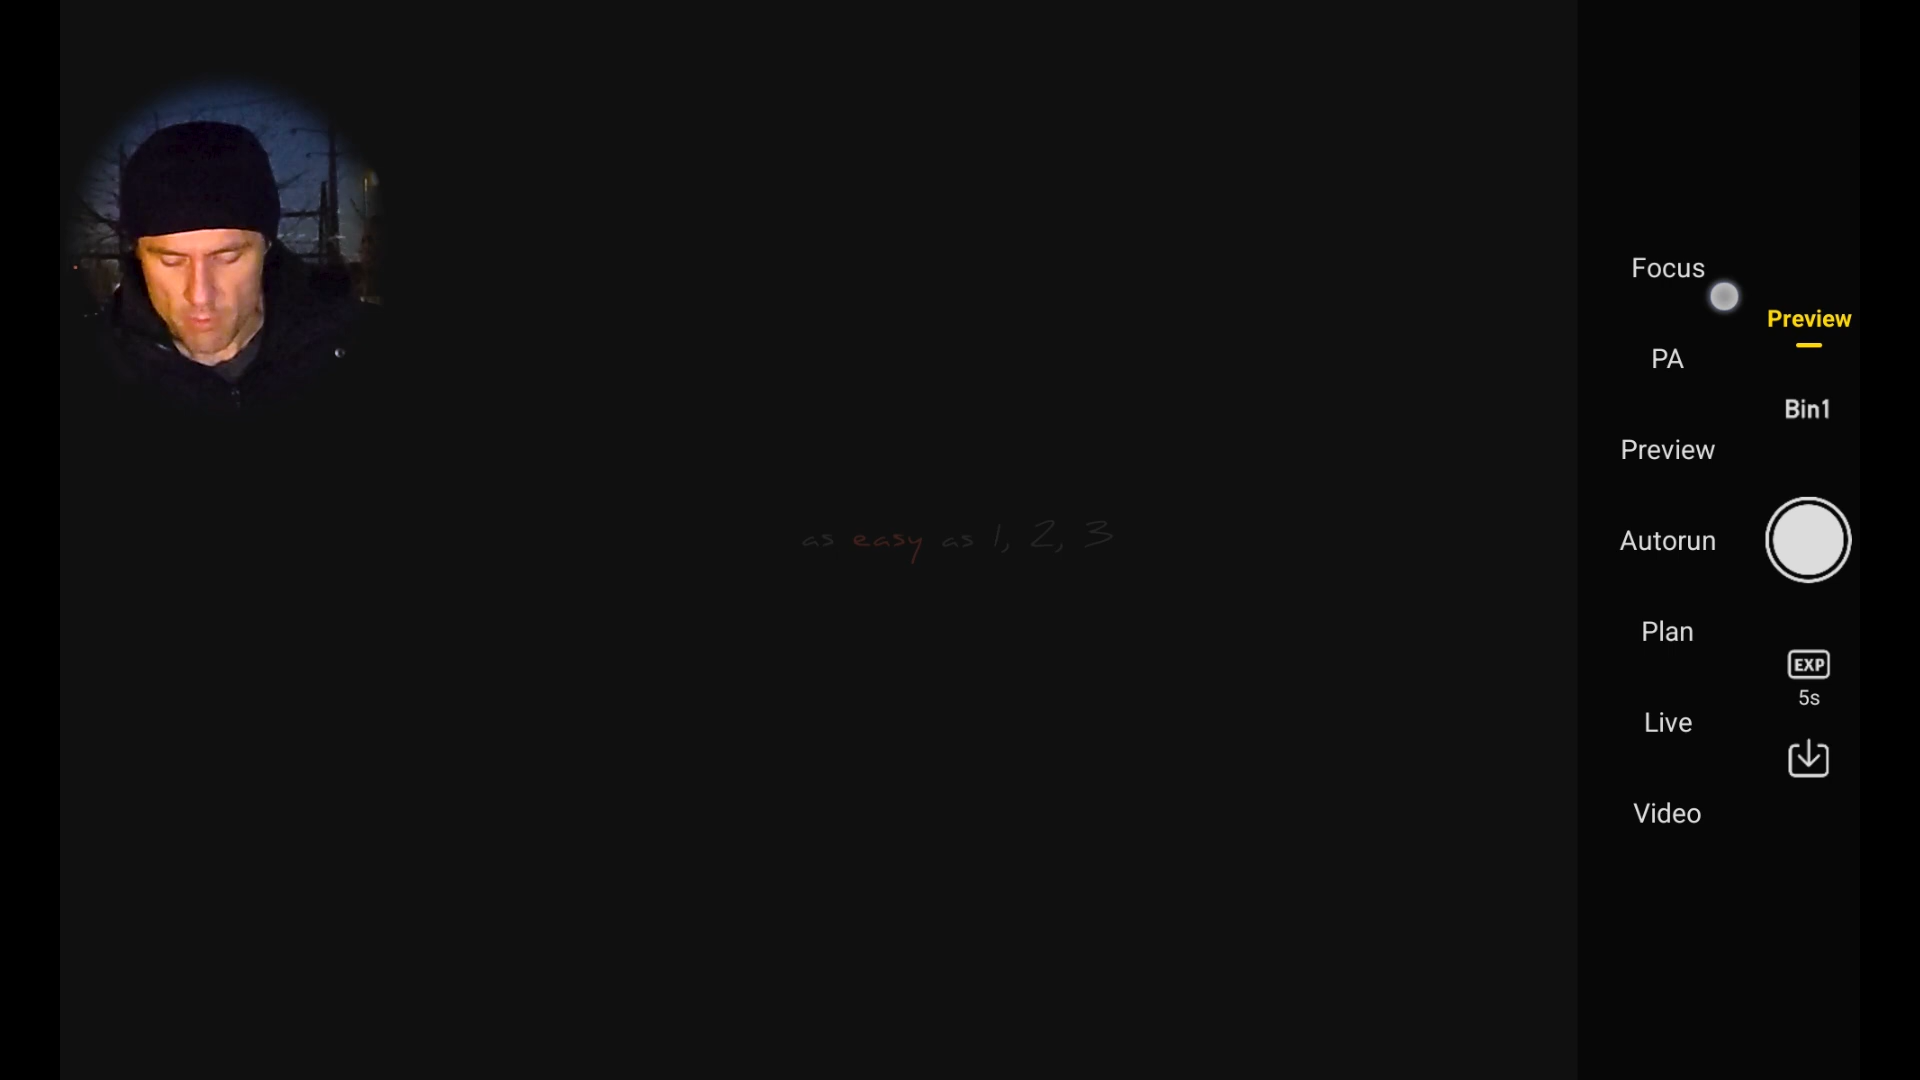 Focus
Preview
PA
Bin1
Preview
as easy as 1, 2, 3
Autorun
Plan
EXP
5s
Live
Video